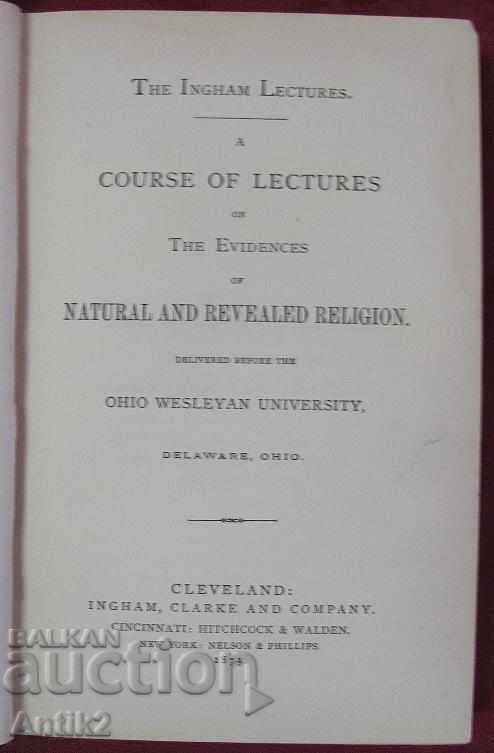 THE INGHAM LECTURES.
A
COURSE OF LECTURES
ON
THE EVIDENCES
OF
NATURAL AND REVEALED RELIGION.
DELIVERED BEFORE THE
OHIO WESLEYAN UNIVERSITY,
DELAWARE, OHIO.
CLEVELAND:
INGHAM, CLARKE AND COMPANY.
CINCINNATI: HITCHCOCK & WALDEN.
NEW YORK: NELSON & PHILLIPS.
BALKAN
auction
Antik2